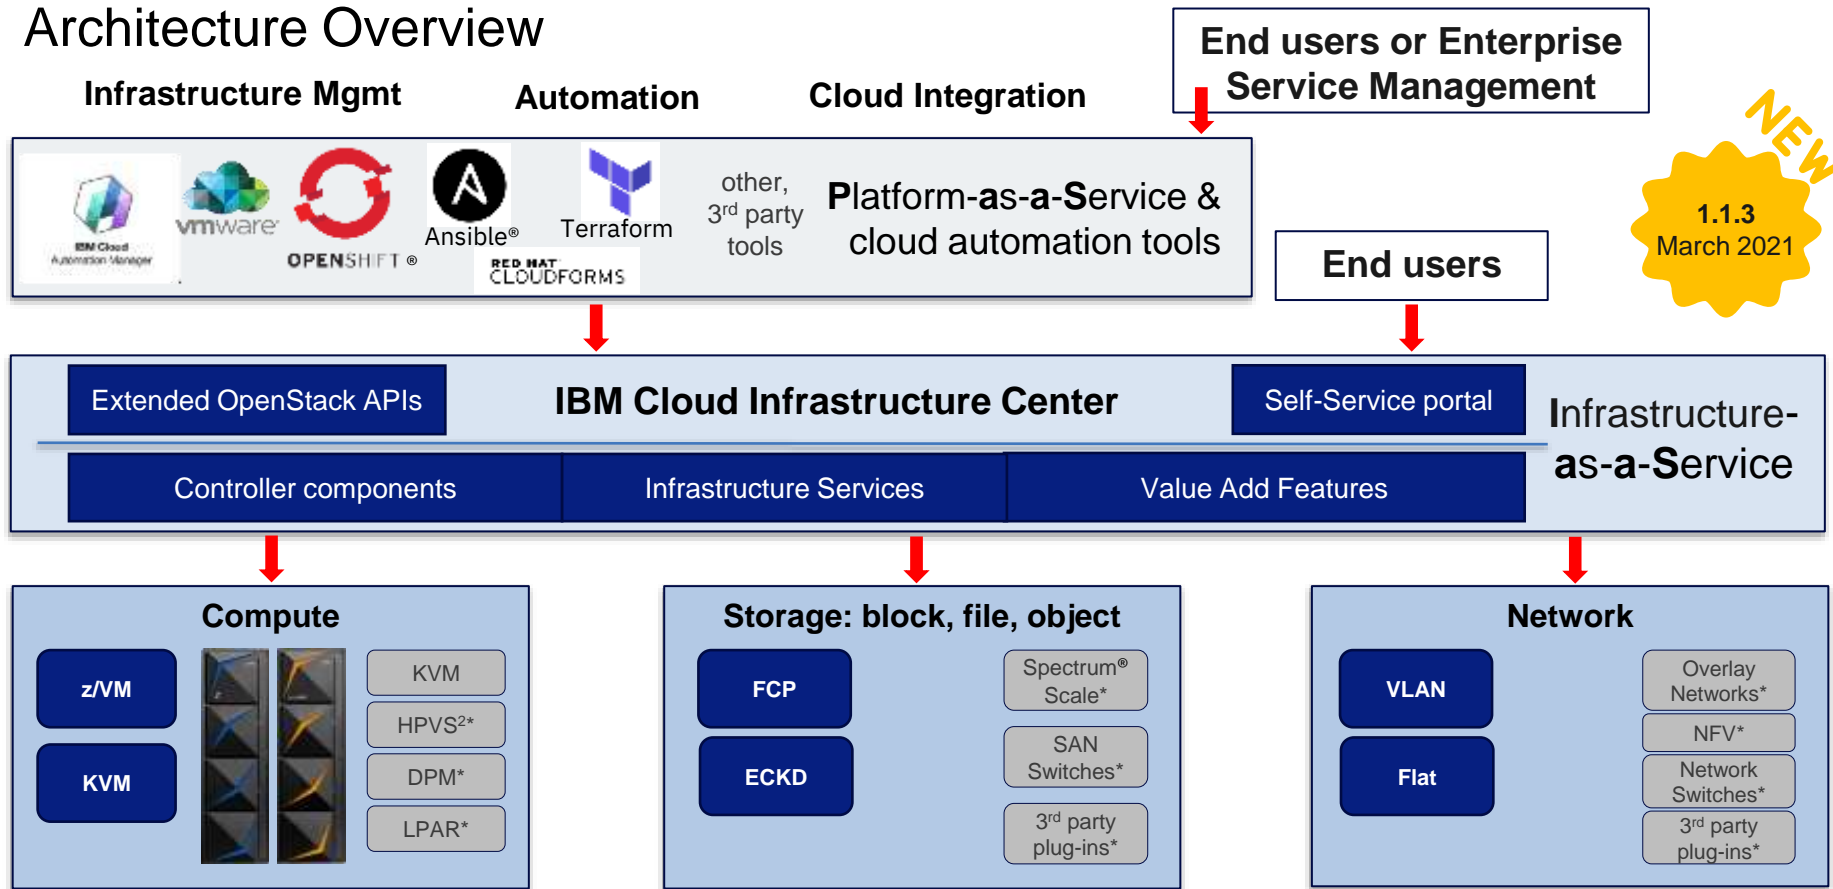 Architecture Overview
End users or Enterprise
Service Management
Infrastructure Mgmt
Automation
Cloud Integration
NEW
1.1.3
March 2021
IBM Cloud
Automation Manager
vmware
OPENSHIFT ®
Ansible®
Terraform
RED HAT
CLOUDFORMS
other,
3rd party
tools
Platform-as-a-Service &
cloud automation tools
End users
Extended OpenStack APIs
IBM Cloud Infrastructure Center
Self-Service portal
Infrastructure-
as-a-Service
Controller components
Infrastructure Services
Value Add Features
Compute
z/VM
KVM
KVM
HPVS2*
DPM*
LPAR*
Storage: block, file, object
FCP
ECKD
Spectrum®
Scale*
SAN
Switches*
3rd party
plug-ins*
Network
VLAN
Flat
Overlay
Networks*
NFV*
Network
Switches*
3rd party
plug-ins*